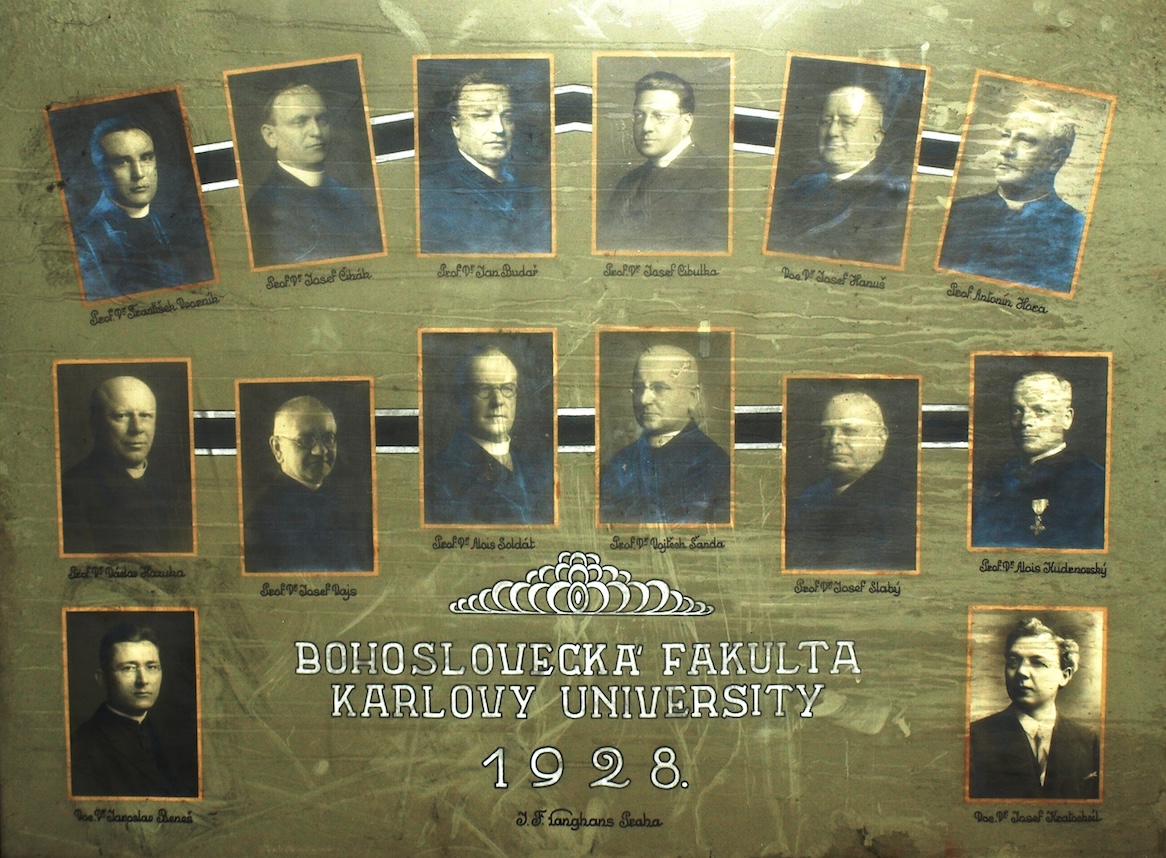 Prof. Dr František Dvorník
Prof. Dr Josef Čihák
Prof. Dr Jan Budař
Prof. Dr Josef Cibulka
Doc. Dr Josef Hanuš
Prof. Antonín Hora
Prof. Dr Václav Hazuka
Prof. Dr Josef Vajs
Prof. Dr Alois Soldát
Prof. Dr Vojtěch Šanda
Prof. Dr Josef Slabý
Prof. Dr Alois Kudrnovský
BOHOSLOVECKÁ FAKULTA
KARLOVY UNIVERSITY
1928.
Doc. Dr Jaroslav Beneš
J. F. Langhans Praha
Doc. Dr Josef Kratochvil